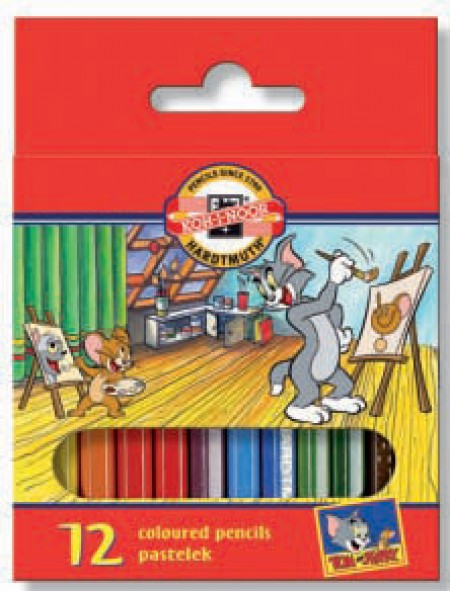 PENCILS SINCE 1790
KOH-I-NOOR
HARDTMUTH
12
coloured pencils
pastelek
TOM and JERRY